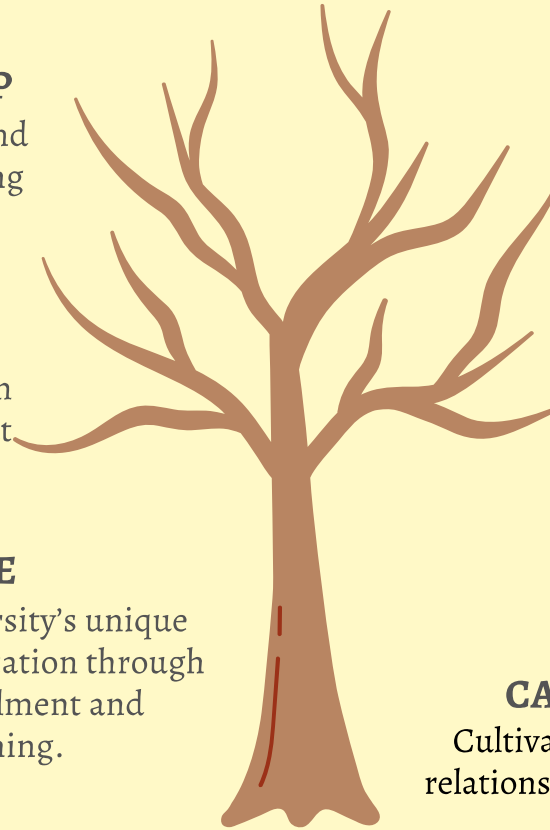 P
nd
ng
n
t
E
rsity's unique
ation through
lment and
ning.
CA
Cultiva
relations